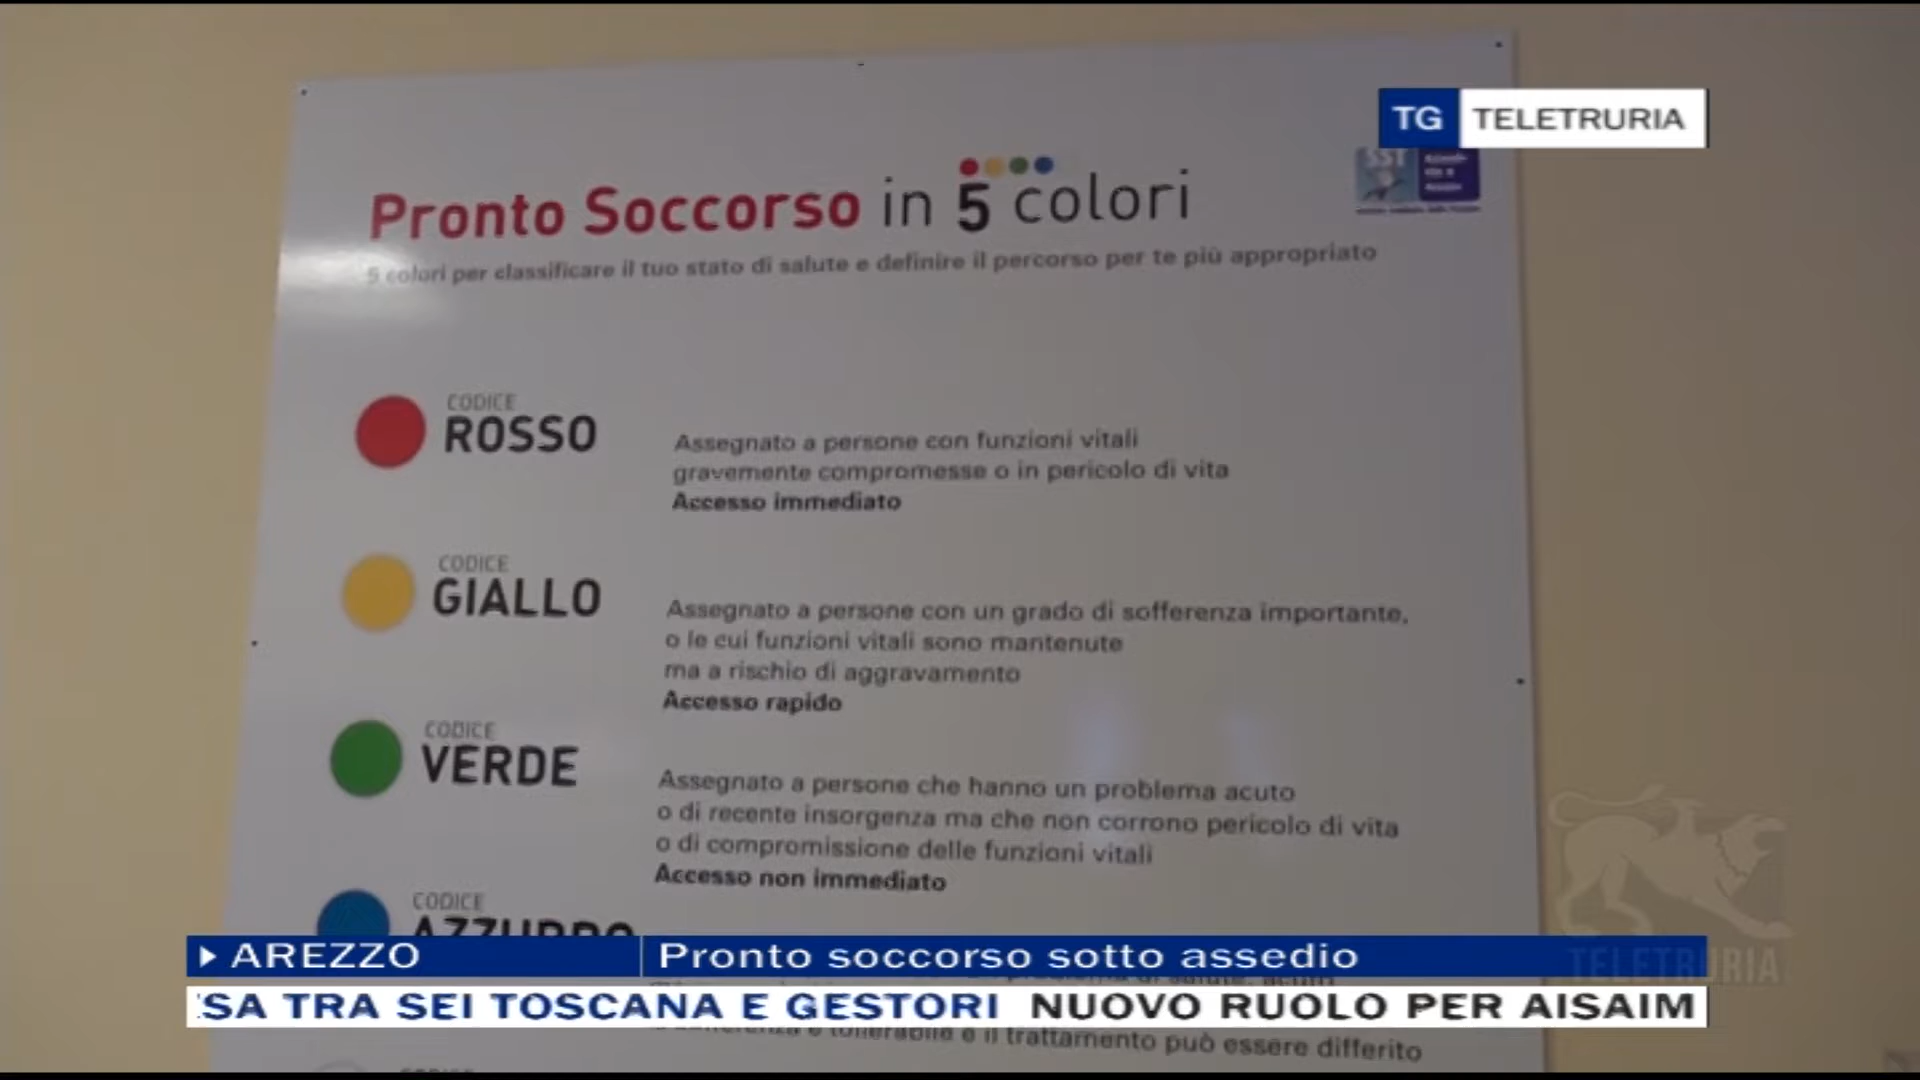 TG TELETRURIA
SST
Pronto Soccorso in 5 colori
5 colori per classificare il tuo stato di salute e definire il percorso per te più appropriato
CODICE
ROSSO
Assegnato a persone con funzioni vitali
gravemente compromesse o in pericolo di vita
Accesso immediato
CODICE
GIALLO
Assegnato a persone con un grado di sofferenza importante,
o le cui funzioni vitali sono mantenute
ma a rischio di aggravamento
Accesso rapido
CODICE
VERDE
Assegnato a persone che hanno un problema acuto
o di recente insorgenza ma che non corrono pericolo di vita
o di compromissione delle funzioni vitali
Accesso non immediato
CODICE
AZZURRO
TELETRURIA
AREZZO Pronto soccorso sotto assedio
SA TRA SEI TOSCANA E GESTORI NUOVO RUOLO PER AISAIM
e il trattamento può essere differito
CODICE